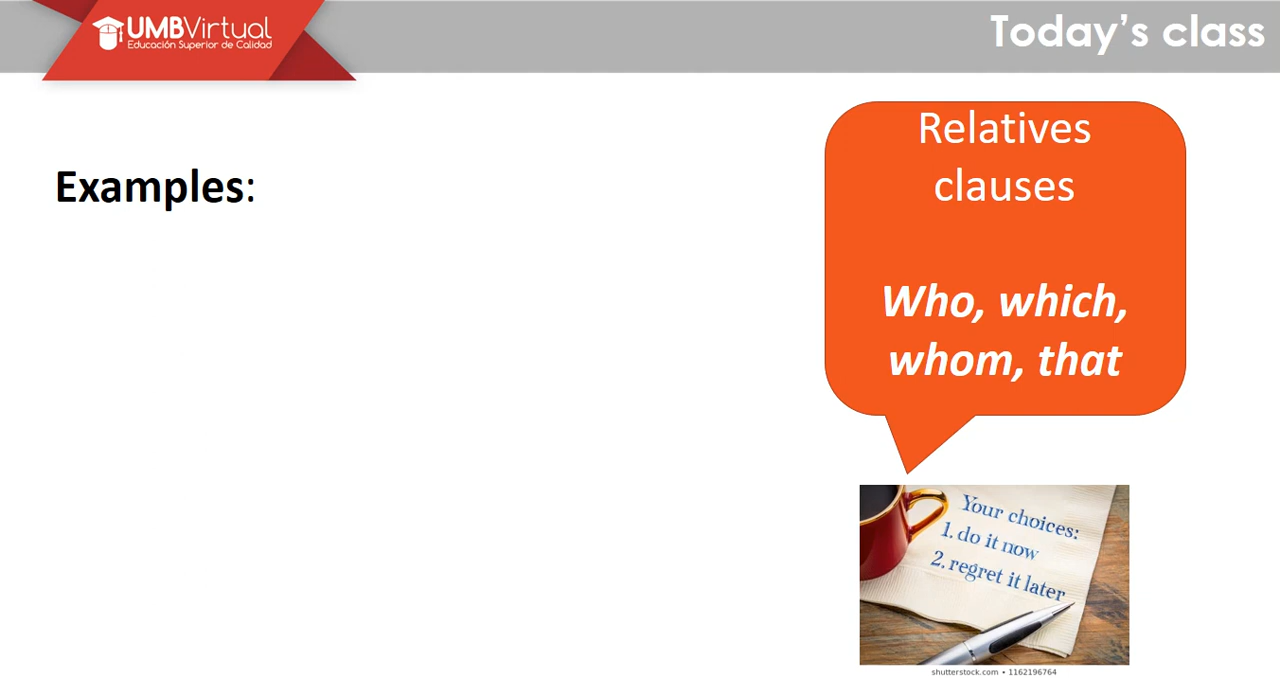 UMBVirtual
Educación Superior de Calidad
Today’s class
Examples:
Relatives
clauses
Who, which,
whom, that
Your choices:
1. do it now
2. regret it later
shutterstock.com • 1162196764